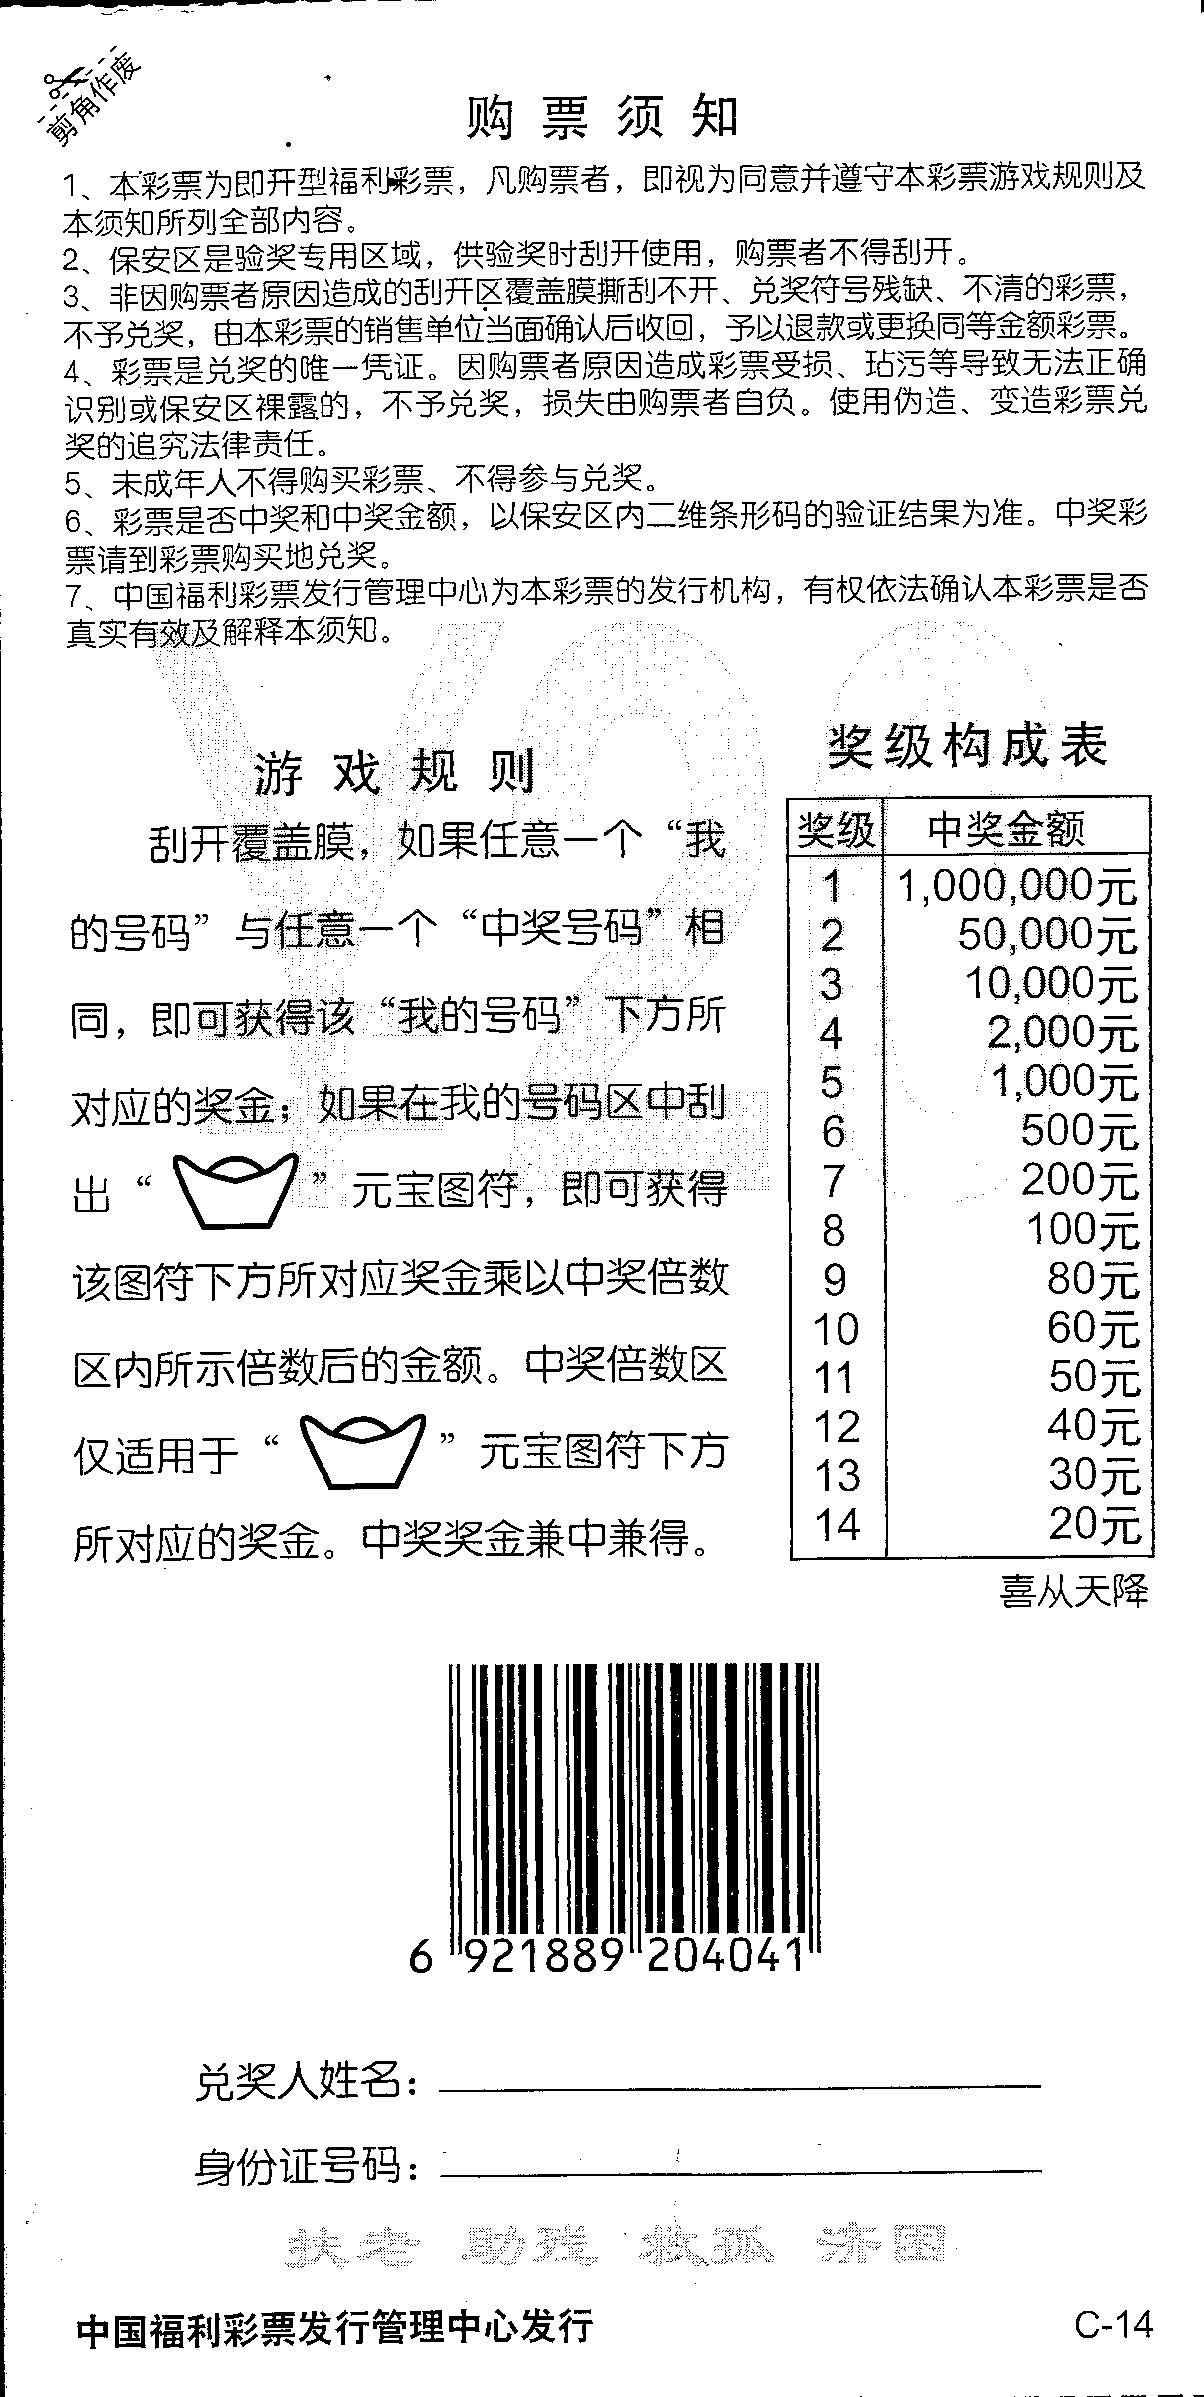 剪角作废
购票须知
1、本彩票为即开型福利彩票，凡购票者，即视为同意并遵守本彩票游戏规则及
本须知所列全部内容。
2、保安区是验奖专用区域，供验奖时刮开使用，购票者不得刮开。
3、非因购票者原因造成的刮开区覆盖膜撕刮不开、兑奖符号残缺、不清的彩票，
不予兑奖，由本彩票的销售单位当面确认后收回，予以退款或更换同等金额彩票。
4、彩票是兑奖的唯一凭证。因购票者原因造成彩票受损、玷污等导致无法正确
识别或保安区裸露的，不予兑奖，损失由购票者自负。使用伪造、变造彩票兑
奖的追究法律责任。
5、未成年人不得购买彩票、不得参与兑奖。
6、彩票是否中奖和中奖金额，以保安区内二维条形码的验证结果为准。中奖彩
票请到彩票购买地兑奖。
7、中国福利彩票发行管理中心为本彩票的发行机构，有权依法确认本彩票是否
真实有效及解释本须知。
游戏规则
刮开覆盖膜，如果任意一个“我
的号码”与任意一个“中奖号码”相
同，即可获得该“我的号码”下方所
对应的奖金；如果在我的号码区中刮
出“ ”元宝图符，即可获得
该图符下方所对应奖金乘以中奖倍数
区内所示倍数后的金额。中奖倍数区
仅适用于“ ”元宝图符下方
所对应的奖金。中奖奖金兼中兼得。
奖级构成表
奖级 中奖金额
1 1,000,000元
2 50,000元
3 10,000元
4 2,000元
5 1,000元
6 500元
7 200元
8 100元
9 80元
10 60元
11 50元
12 40元
13 30元
14 20元
喜从天降
6 921889 204041
兑奖人姓名：
身份证号码：
扶老 助残 救孤 济困
中国福利彩票发行管理中心发行 C-14